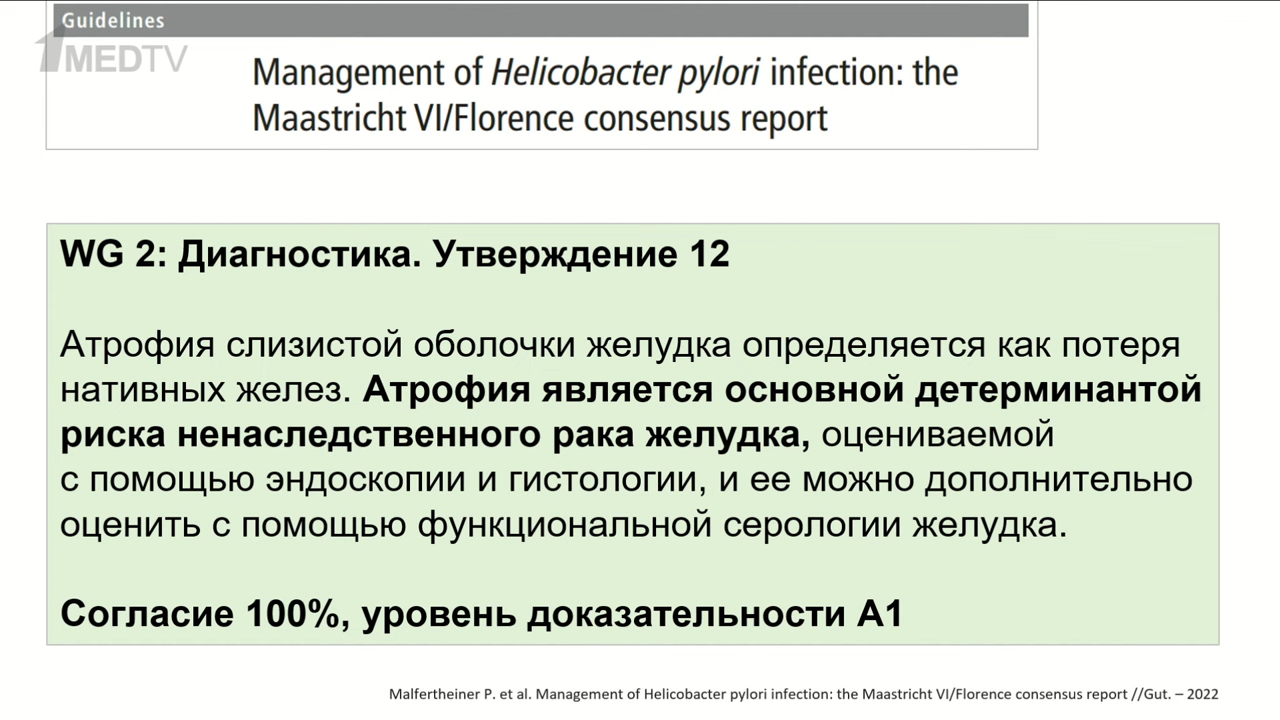 Guidelines
1MEDTV
Management of Helicobacter pylori infection: the
Maastricht VI/Florence consensus report
WG 2: Диагностика. Утверждение 12
Атрофия слизистой оболочки желудка определяется как потеря
нативных желез. Атрофия является основной детерминантой
риска ненаследственного рака желудка, оцениваемой
с помощью эндоскопии и гистологии, и ее можно дополнительно
оценить с помощью функциональной серологии желудка.
Согласие 100%, уровень доказательности А1
Malfertheiner P. et al. Management of Helicobacter pylori infection: the Maastricht VI/Florence consensus report //Gut. – 2022